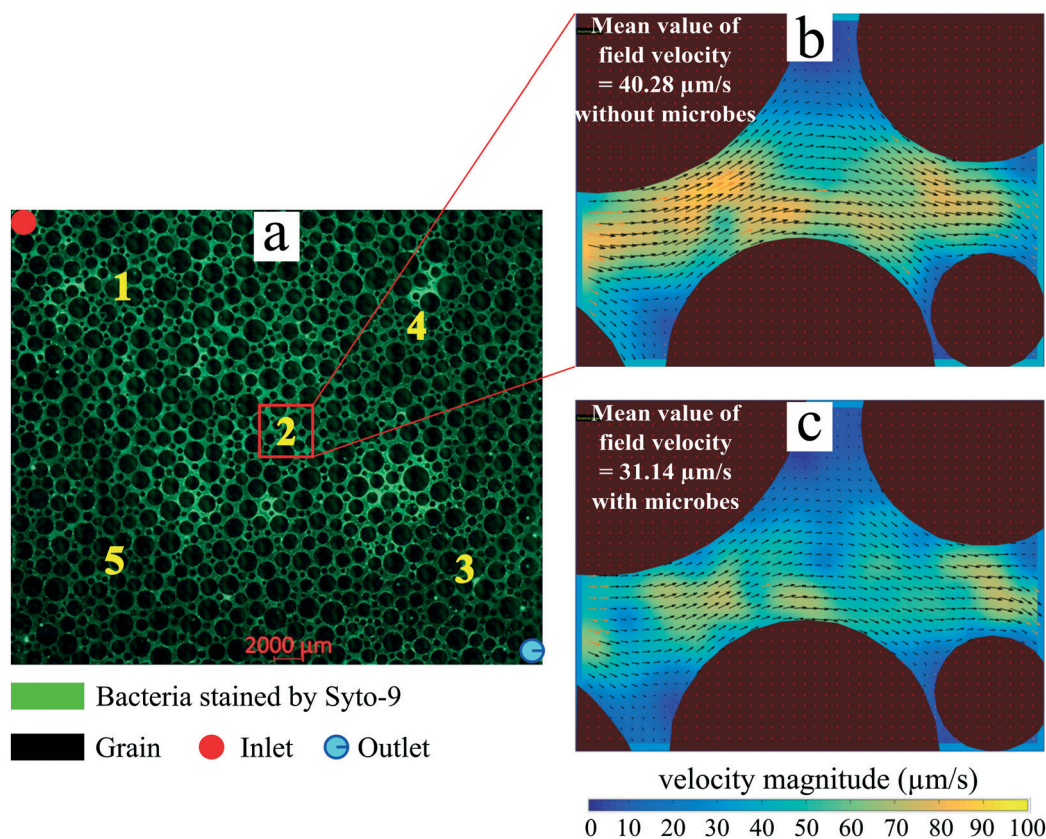 a
1
4
2
5
3
2000 μm
Bacteria stained by Syto-9
Grain
Inlet
Outlet
b
Mean value of
field velocity
= 40.28 μm/s
without microbes
c
Mean value of
field velocity
= 31.14 μm/s
with microbes
velocity magnitude (μm/s)
0 10 20 30 40 50 60 70 80 90 100